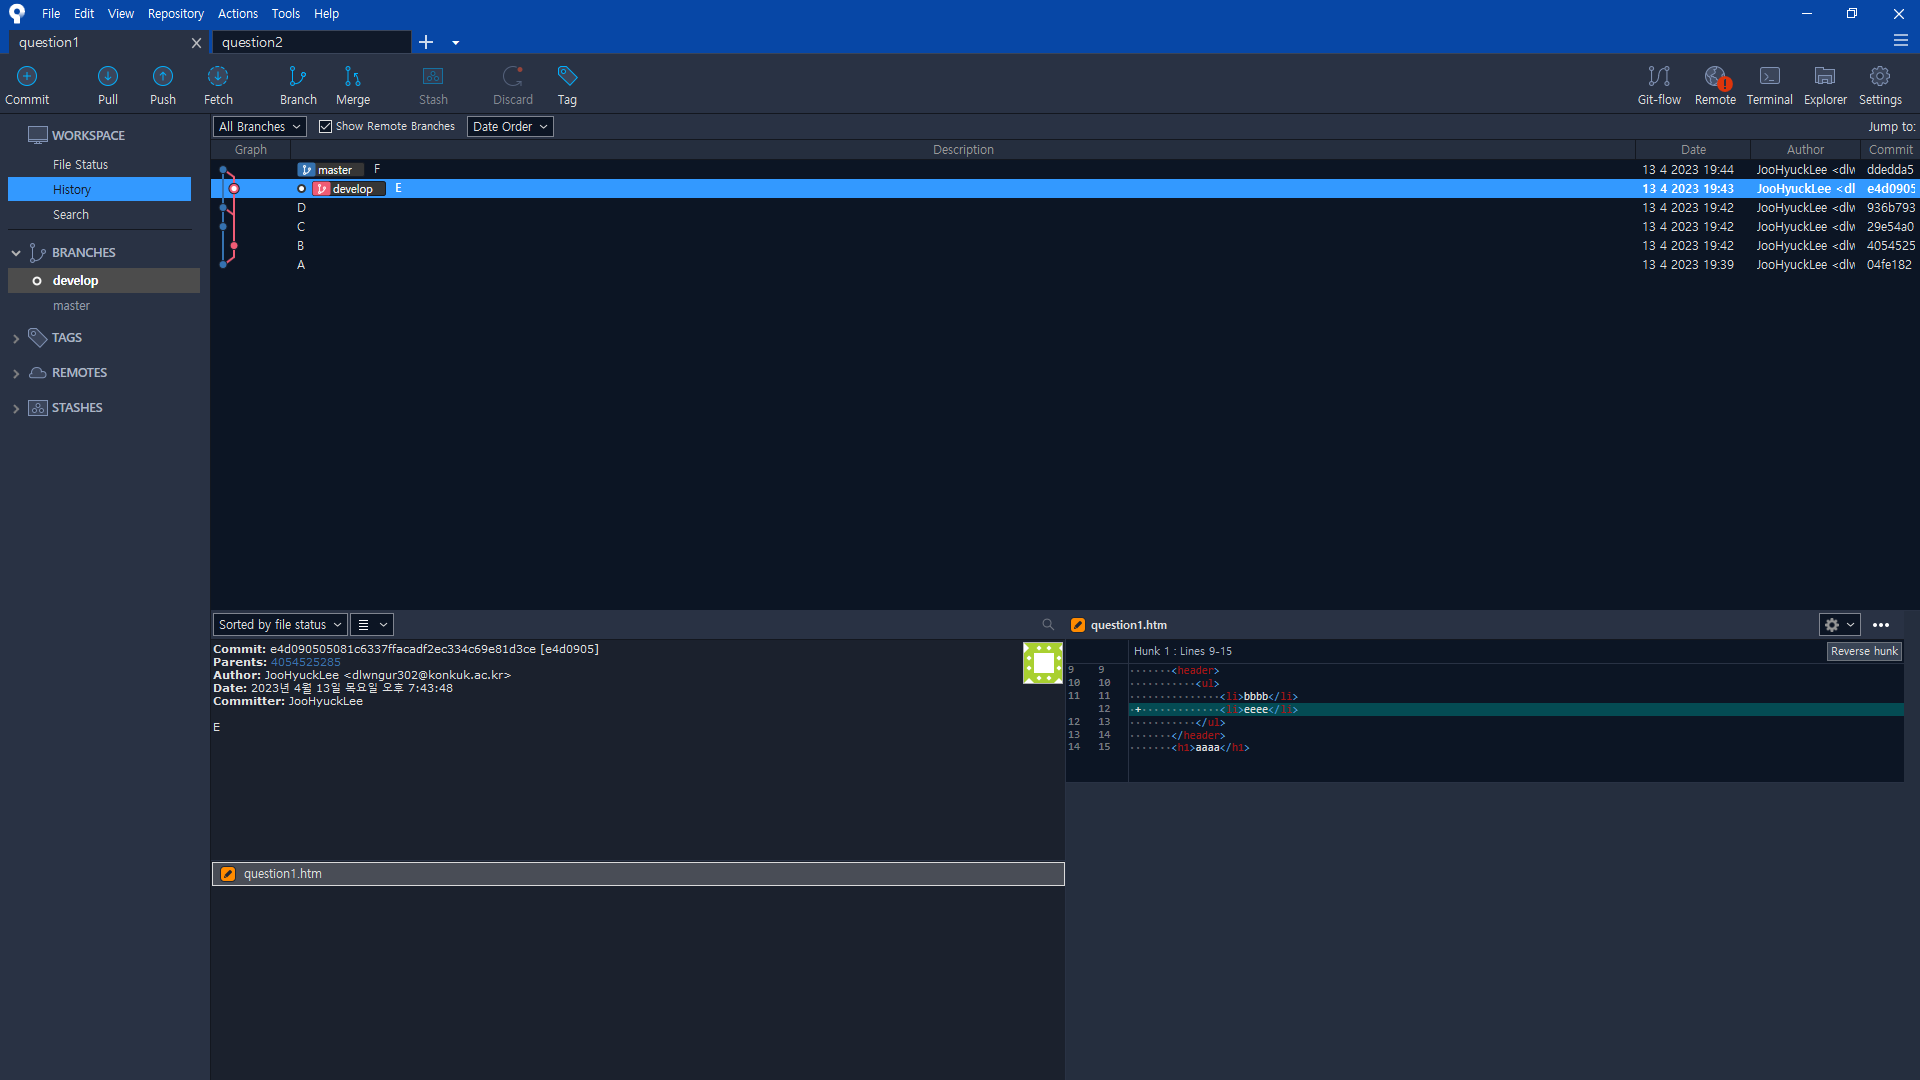 File Edit View Repository Actions Tools Help
question1 question2
Commit Pull Push Fetch Branch Merge Stash Discard Tag Git-flow Remote Terminal Explorer Settings
WORKSPACE
File Status
History
Search
BRANCHES
develop
master
TAGS
REMOTES
STASHES
All Branches Show Remote Branches Date Order Jump to:
Graph Description Date Author Commit
master F 13 4 2023 19:44 JooHyuckLee <dlw ddedda5
develop E 13 4 2023 19:43 JooHyuckLee <dl e4d0905
D 13 4 2023 19:42 JooHyuckLee <dlw 936b793
C 13 4 2023 19:42 JooHyuckLee <dlw 29e54a0
B 13 4 2023 19:42 JooHyuckLee <dlw 4054525
A 13 4 2023 19:39 JooHyuckLee <dlw 04fe182
Sorted by file status
Commit: e4d090505081c6337ffacadf2ec334c69e81d3ce [e4d0905]
Parents: 4054525285
Author: JooHyuckLee <dlwngur302@konkuk.ac.kr>
Date: 2023년 4월 13일 목요일 오후 7:43:48
Committer: JooHyuckLee
E
question1.htm
question1.htm
Hunk 1 : Lines 9-15 Reverse hunk
9 9 <header>
10 10 <ul>
11 11 <li>bbbb</li>
12 + <li>eeee</li>
12 13 </ul>
13 14 </header>
14 15 <h1>aaaa</h1>